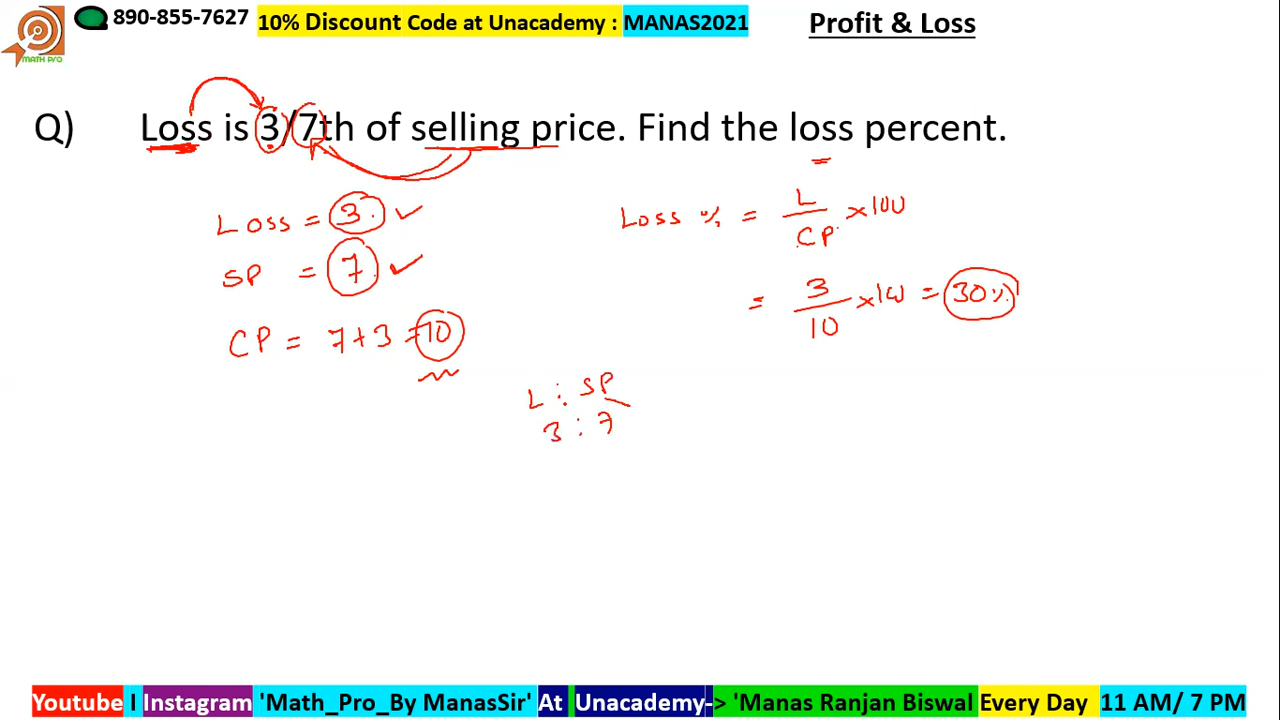 890-855-7627 10% Discount Code at Unacademy : MANAS2021 Profit & Loss
MATH PRO
Q) Loss is 3/7th of selling price. Find the loss percent.
Loss = 3
SP = 7
CP = 7+3 = 10
L : SP
3 : 7
Loss % = L/CP × 100
= 3/10 × 100 = 30%
Youtube I Instagram 'Math_Pro_By ManasSir' At Unacademy-> 'Manas Ranjan Biswal Every Day 11 AM/ 7 PM